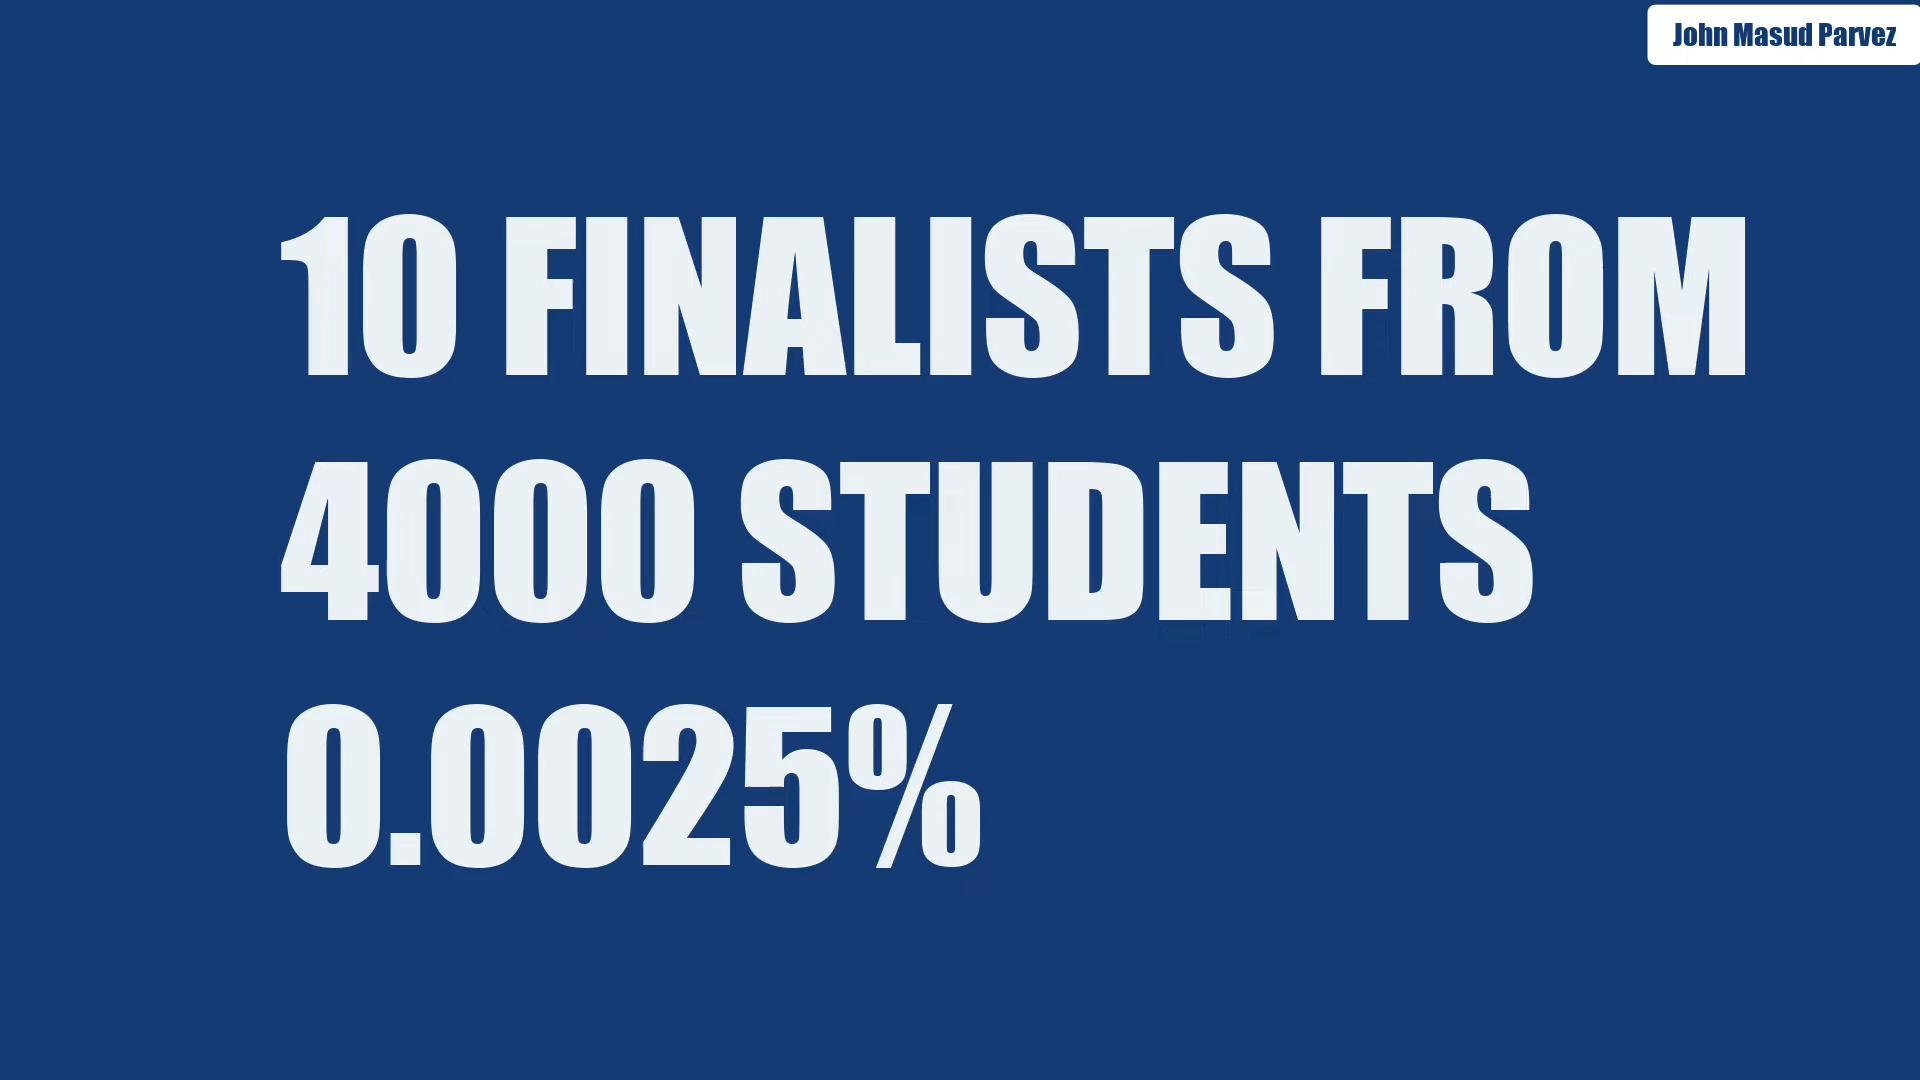 John Masud Parvez
10 FINALISTS FROM
4000 STUDENTS
0.0025%